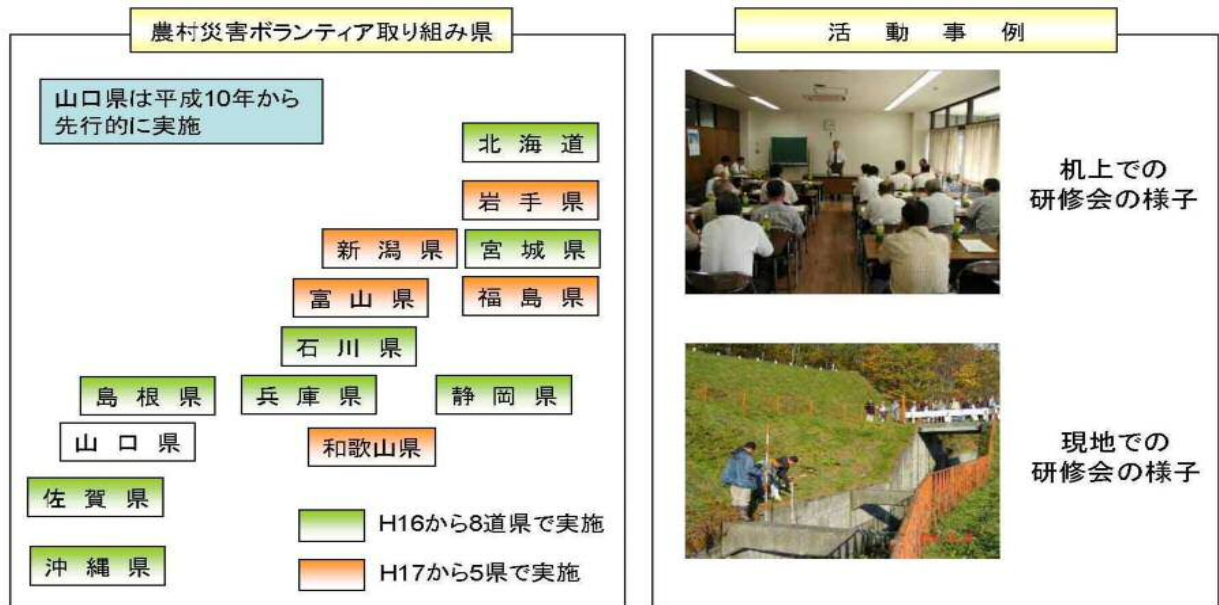 農村災害ボランティア取り組み県
山口県は平成10年から
先行的に実施
北海道
岩手県
新潟県
宮城県
富山県
福島県
石川県
島根県
兵庫県
静岡県
山口県
和歌山県
佐賀県
沖縄県
H16から8道県で実施
H17から5県で実施
活動事例
机上での
研修会の様子
現地での
研修会の様子